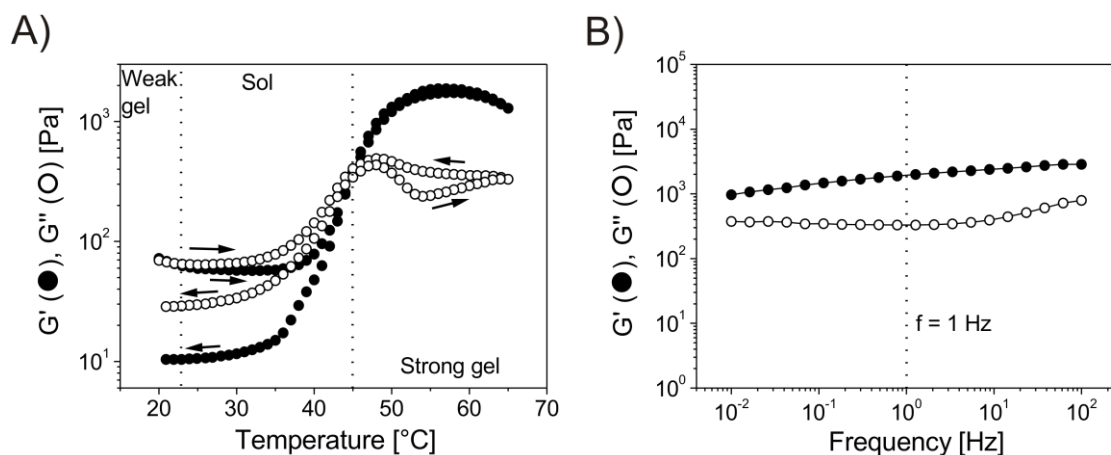 A)
Weak
gel
Sol
Strong gel
G' (●), G'' (O) [Pa]
10³
10²
10¹
20 30 40 50 60 70
Temperature [°C]
B)
G' (●), G'' (O) [Pa]
10⁵
10⁴
10³
10²
10¹
10⁰
f = 1 Hz
10⁻² 10⁻¹ 10⁰ 10¹ 10²
Frequency [Hz]